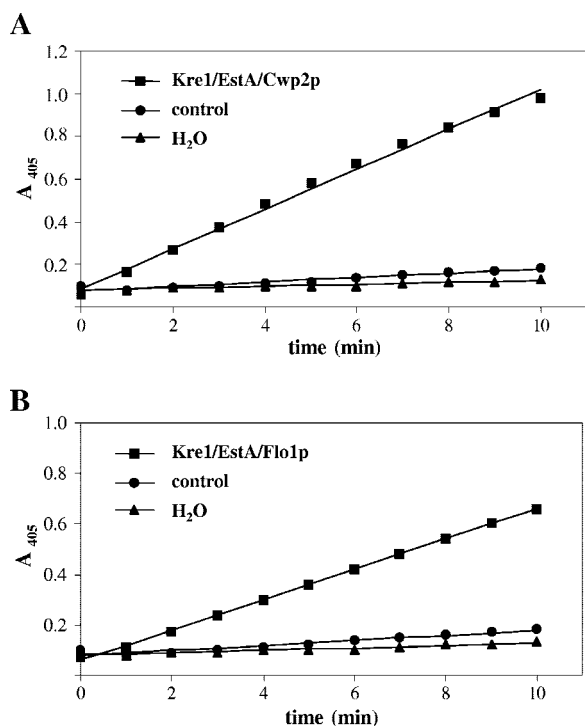 A
1.2
1.0
0.8
0.6
0.4
0.2
A 405
Kre1/EstA/Cwp2p
control
H₂O
0 2 4 6 8 10
time (min)
B
1.0
0.8
0.6
0.4
0.2
A 405
Kre1/EstA/Flo1p
control
H₂O
0 2 4 6 8 10
time (min)